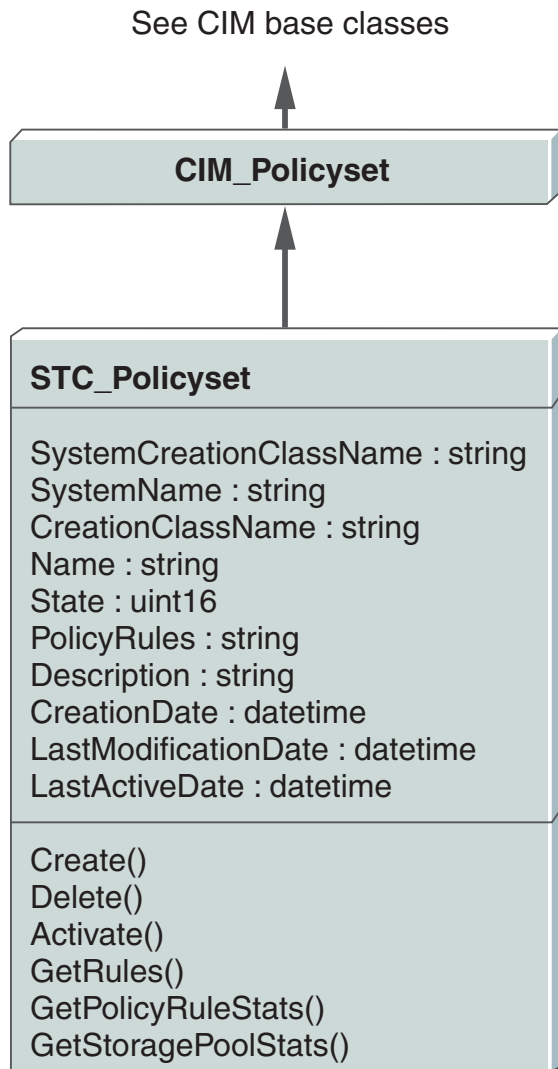 See CIM base classes
CIM_Policyset
STC_Policyset
SystemCreationClassName : string
SystemName : string
CreationClassName : string
Name : string
State : uint16
PolicyRules : string
Description : string
CreationDate : datetime
LastModificationDate : datetime
LastActiveDate : datetime
Create()
Delete()
Activate()
GetRules()
GetPolicyRuleStats()
GetStoragePoolStats()